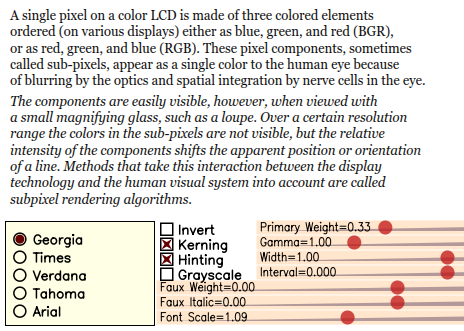 A single pixel on a color LCD is made of three colored elements
ordered (on various displays) either as blue, green, and red (BGR),
or as red, green, and blue (RGB). These pixel components, sometimes
called sub-pixels, appear as a single color to the human eye because
of blurring by the optics and spatial integration by nerve cells in the eye.
The components are easily visible, however, when viewed with
a small magnifying glass, such as a loupe. Over a certain resolution
range the colors in the sub-pixels are not visible, but the relative
intensity of the components shifts the apparent position or orientation
of a line. Methods that take this interaction between the display
technology and the human visual system into account are called
subpixel rendering algorithms.
Georgia
Times
Verdana
Tahoma
Arial
Invert
Kerning
Hinting
Grayscale
Primary Weight=0.33
Gamma=1.00
Width=1.00
Interval=0.000
Faux Weight=0.00
Faux Italic=0.00
Font Scale=1.09